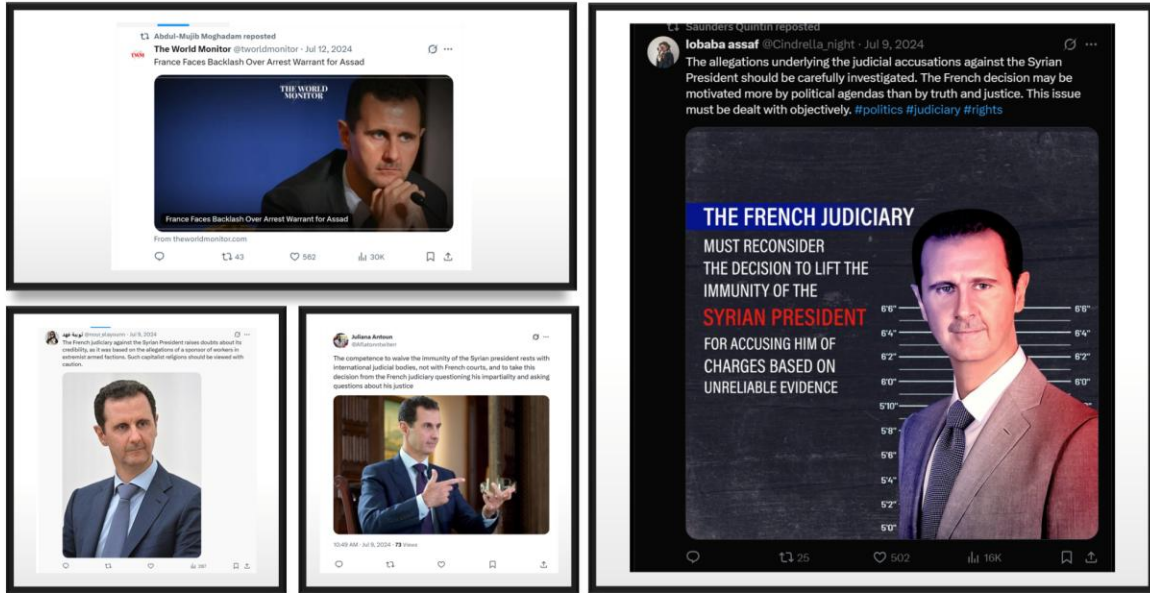 Abdul-Mujib Moghadam reposted
The World Monitor @tworldmonitor · Jul 12, 2024
France Faces Backlash Over Arrest Warrant for Assad
THE WORLD
MONITOR
France Faces Backlash Over Arrest Warrant for Assad
From theworldmonitor.com
43 562 30K
Jul 9, 2024
The French judiciary against the Syrian President raises doubts about its
credibility, as it was based on the allegations of a sponsor of workers in
extremist armed factions. Such capitalist religions should be viewed with
caution.
Juliana Antoun
The competence to waive the immunity of the Syrian president rests with
international judicial bodies, not with French courts, and to take this
decision from the French judiciary questioning his impartiality and asking
questions about his justice
10:49 AM · Jul 9, 2024 · 73 Views
Saunders Quintin reposted
lobaba assaf @Cindrella_night · Jul 9, 2024
The allegations underlying the judicial accusations against the Syrian
President should be carefully investigated. The French decision may be
motivated more by political agendas than by truth and justice. This issue
must be dealt with objectively. #politics #judiciary #rights
THE FRENCH JUDICIARY
MUST RECONSIDER
THE DECISION TO LIFT THE
IMMUNITY OF THE
SYRIAN PRESIDENT
FOR ACCUSING HIM OF
CHARGES BASED ON
UNRELIABLE EVIDENCE
6'6" 6'6"
6'4" 6'4"
6'2" 6'2"
6'0" 6'0"
5'10"
5'8"
5'6"
5'4"
5'2"
5'0"
25 502 16K